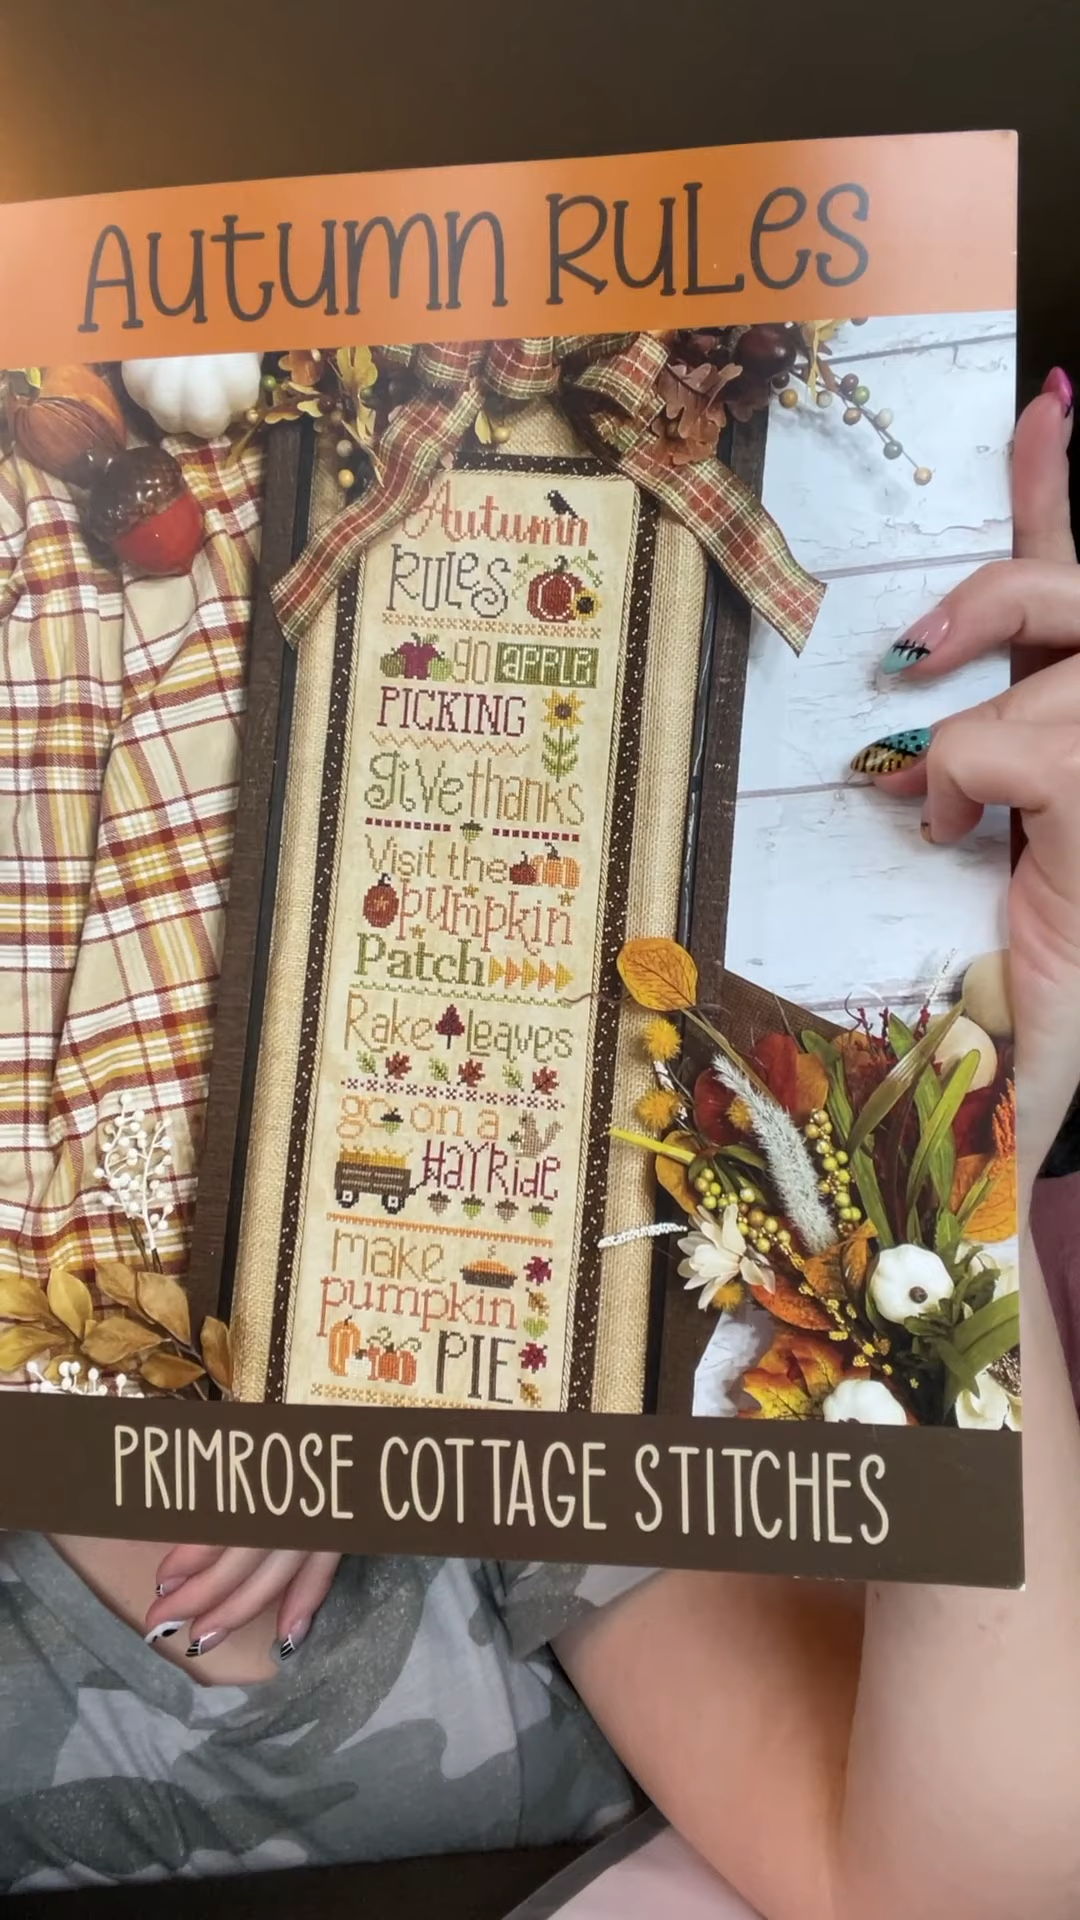 Autumn Rules
Autumn
Rules
go apple
PICKING
give thanks
Visit the
pumpkin
Patch
Rake Leaves
go on a
HaYRide
make
pumpkin
PIE
PRIMROSE COTTAGE STITCHES